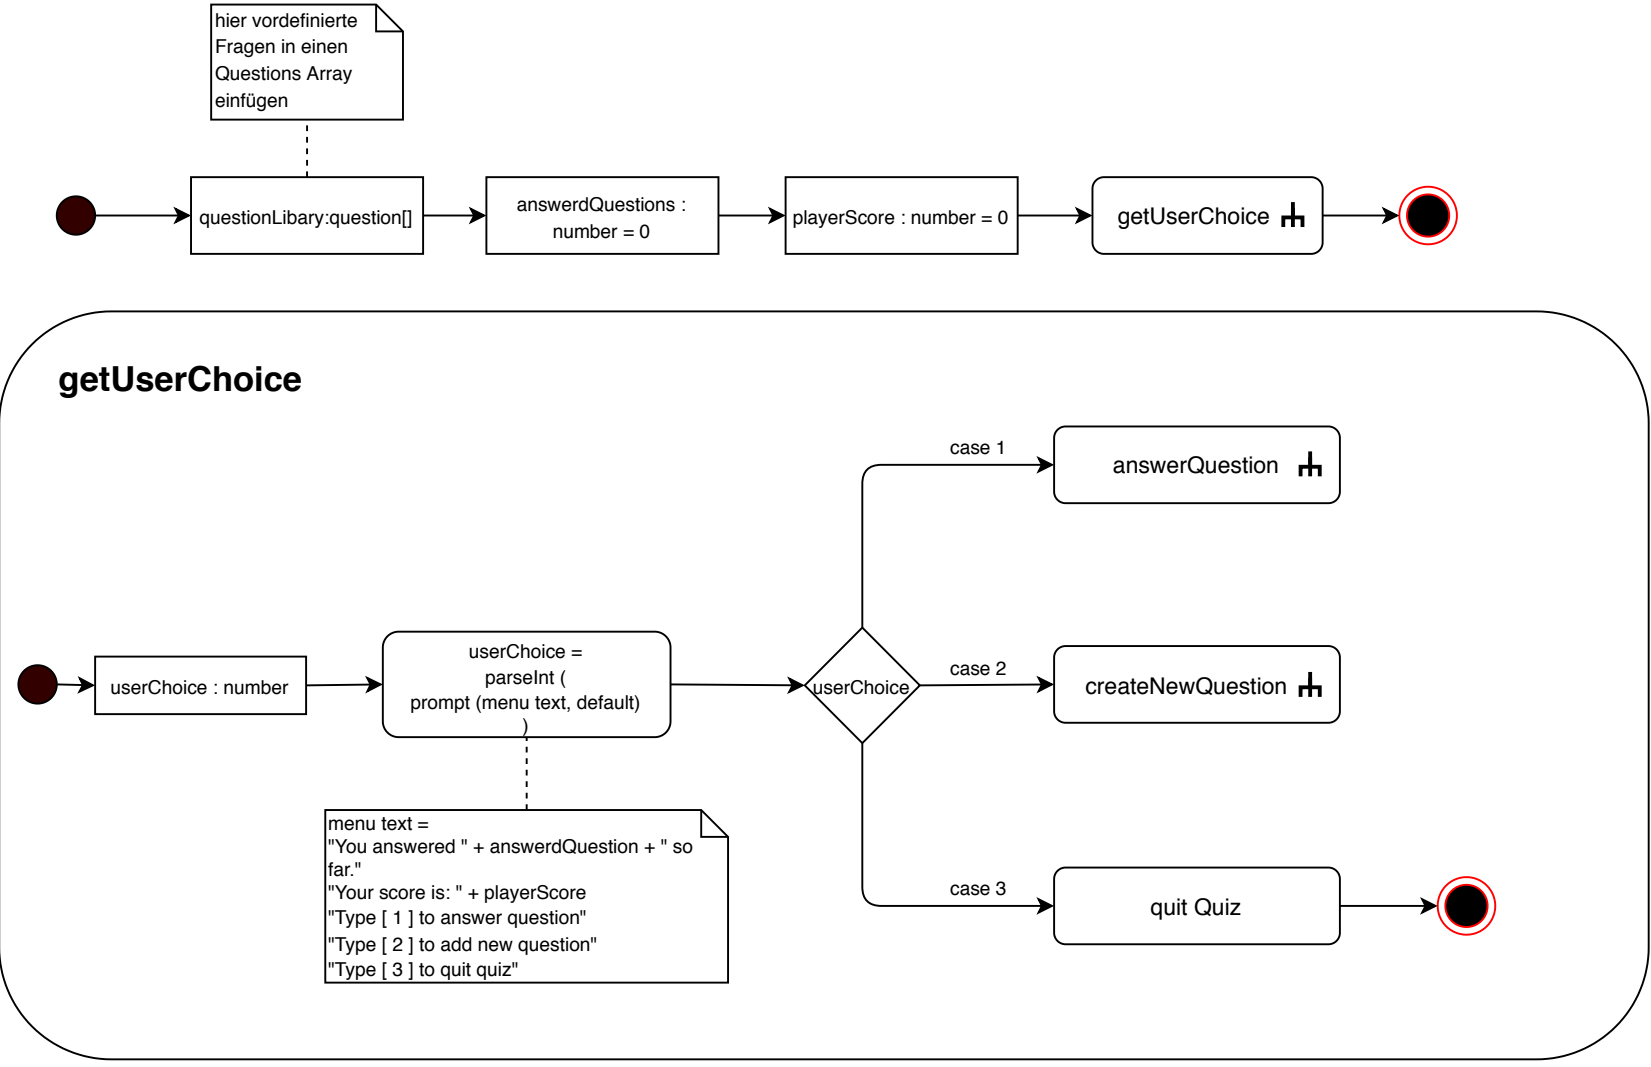 hier vordefinierte
Fragen in einen
Questions Array
einfügen
questionLibary:question[]
answerdQuestions :
number = 0
playerScore : number = 0
getUserChoice
getUserChoice
case 1
answerQuestion
userChoice : number
userChoice =
parseInt (
prompt (menu text, default)
)
userChoice
case 2
createNewQuestion
menu text =
"You answered " + answerdQuestion + " so
far."
"Your score is: " + playerScore
"Type [ 1 ] to answer question"
"Type [ 2 ] to add new question"
"Type [ 3 ] to quit quiz"
case 3
quit Quiz